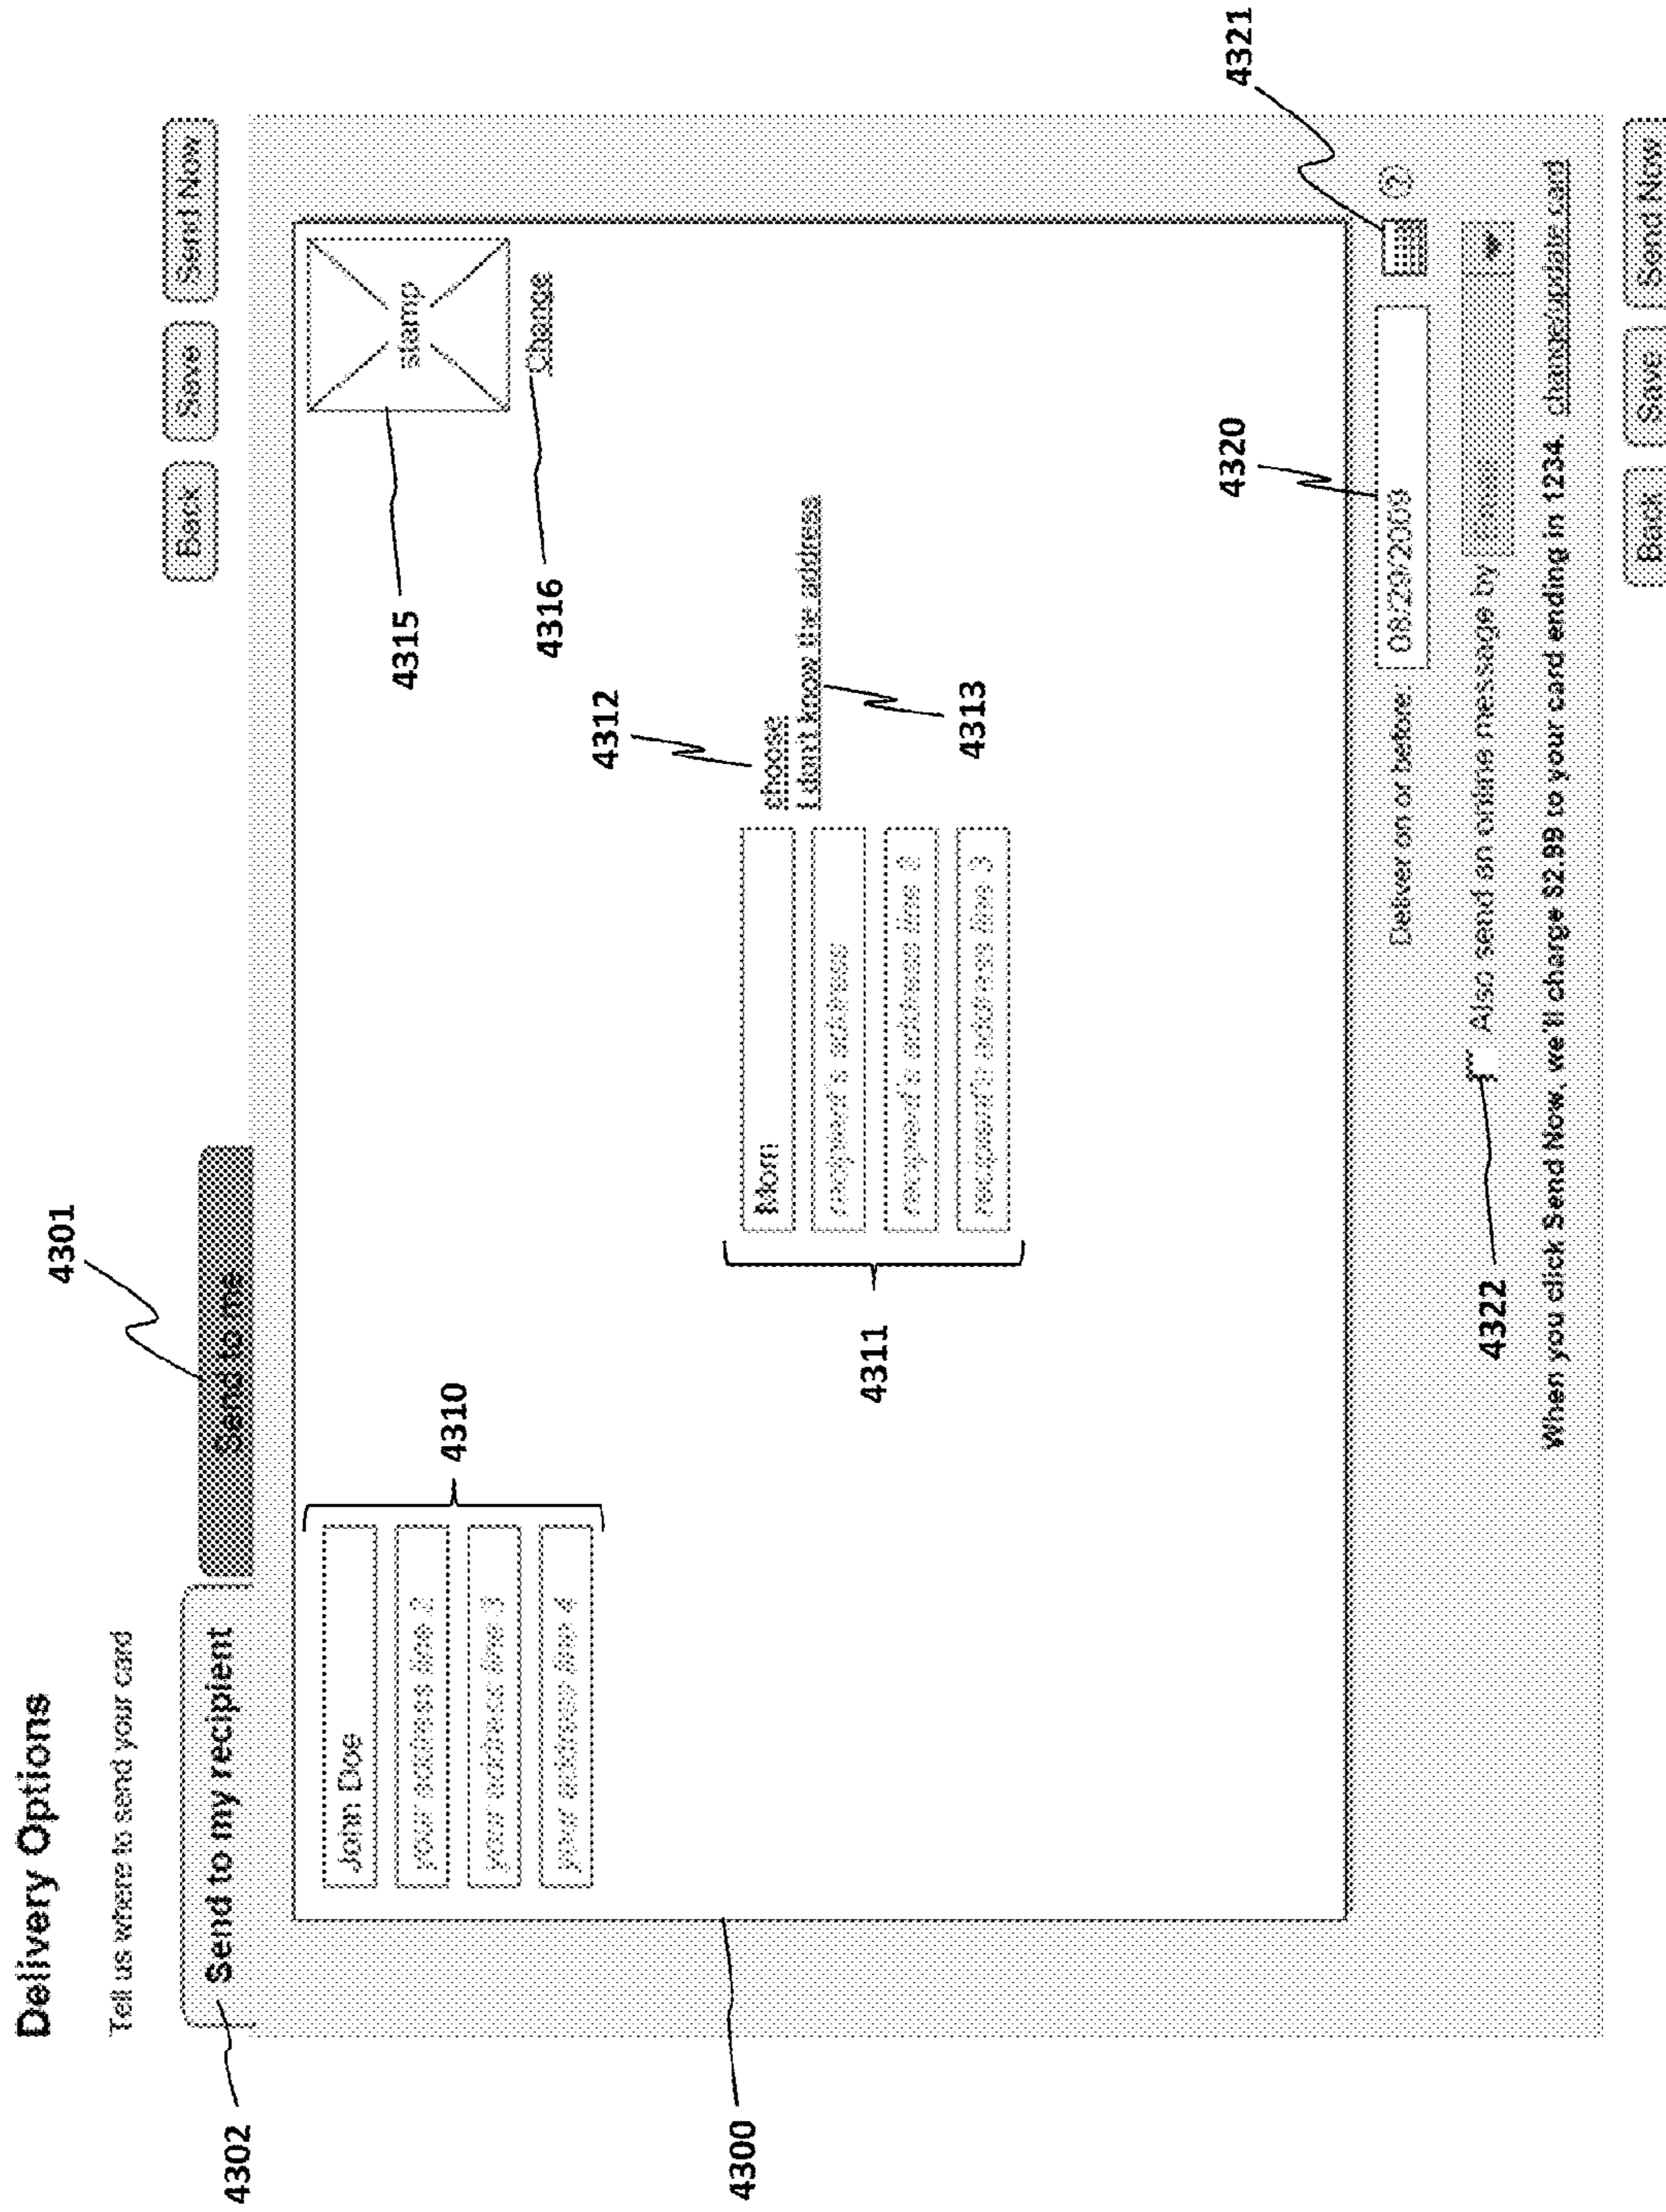 Delivery Options
Tell us where to send your card
Back Save Send Now
4301
4302
Send to my recipient
Send to me
John Doe
your address line 2
your address line 3
your address line 4
4310
stamp
4315
Change
4316
4312
choose
I don't know the address
4313
Mom
recipient's address
recipient's address line 2
recipient's address line 3
4311
4300
4320
4321
Deliver on or before: 08/29/2009 ?
4322
Also send an online message by
When you click Send Now, we'll charge $2.99 to your card ending in 1234. change/update card
Back Save Send Now